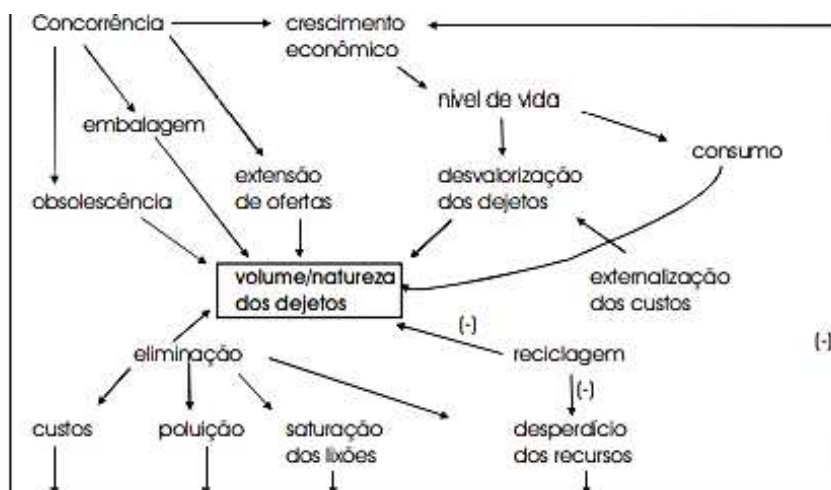 Concorrência
crescimento
econômico
nível de vida
embalagem
consumo
extensão
de ofertas
desvalorização
dos dejetos
obsolescência
volume/natureza
dos dejetos
externalização
dos custos
(-)
(-)
eliminação
reciclagem
(-)
custos
poluição
saturação
dos lixões
desperdício
dos recursos